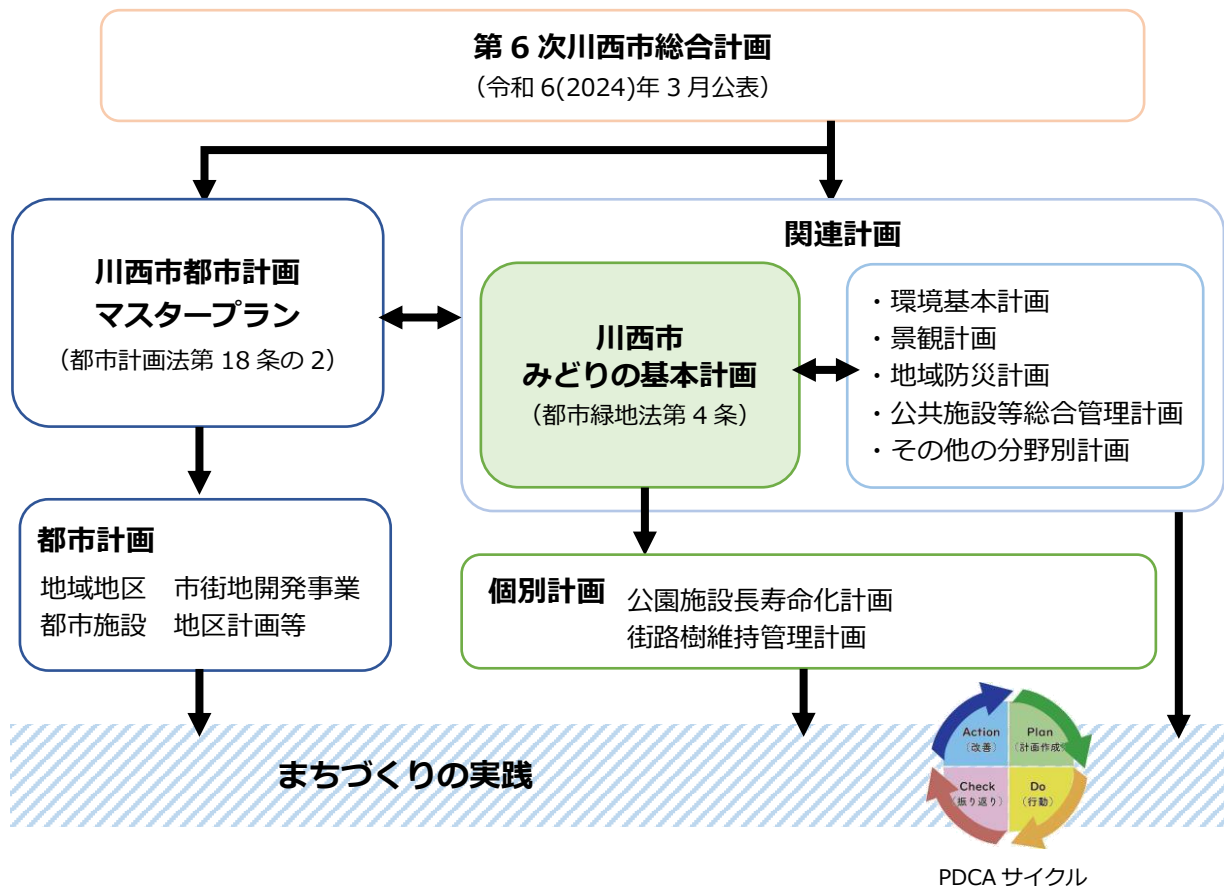 第 6 次川西市総合計画
（令和 6(2024)年 3 月公表）
川西市都市計画
マスタープラン
（都市計画法第 18 条の 2）
関連計画
川西市
みどりの基本計画
（都市緑地法第 4 条）
・環境基本計画
・景観計画
・地域防災計画
・公共施設等総合管理計画
・その他の分野別計画
都市計画
地域地区　市街地開発事業
都市施設　地区計画等
個別計画
公園施設長寿命化計画
街路樹維持管理計画
まちづくりの実践
Action
(改善)
Plan
(計画作成)
Check
(振り返り)
Do
(行動)
PDCA サイクル